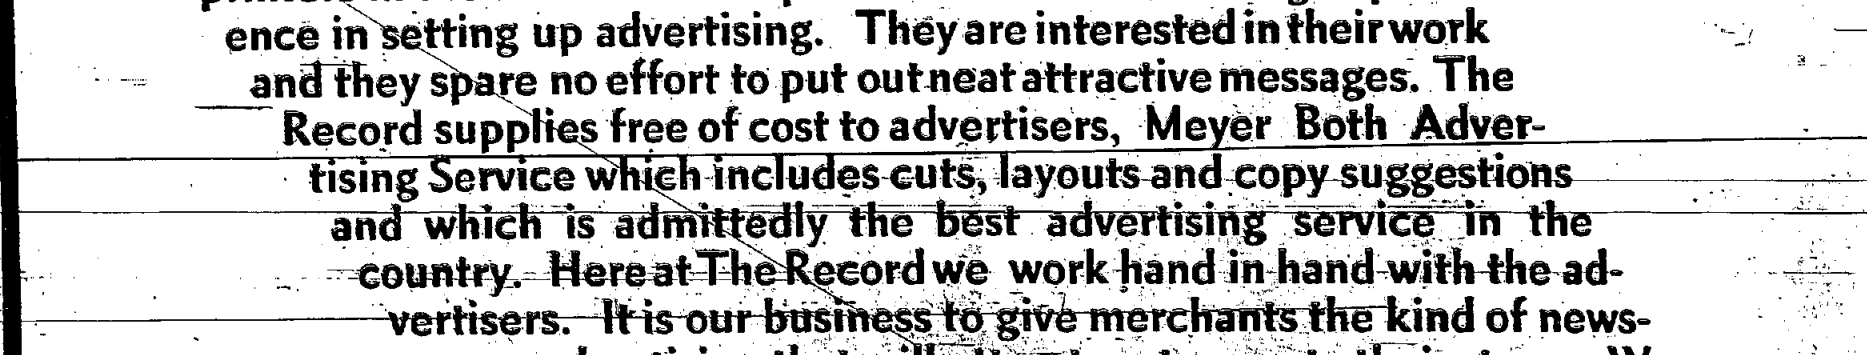 ence in setting up advertising. They are interested in their work
and they spare no effort to put out neat attractive messages. The
Record supplies free of cost to advertisers, Meyer Both Adver-
tising Service which includes cuts, layouts and copy suggestions
and which is admittedly the best advertising service in the
country. Here at The Record we work hand in hand with the ad-
vertisers. It is our business to give merchants the kind of news-